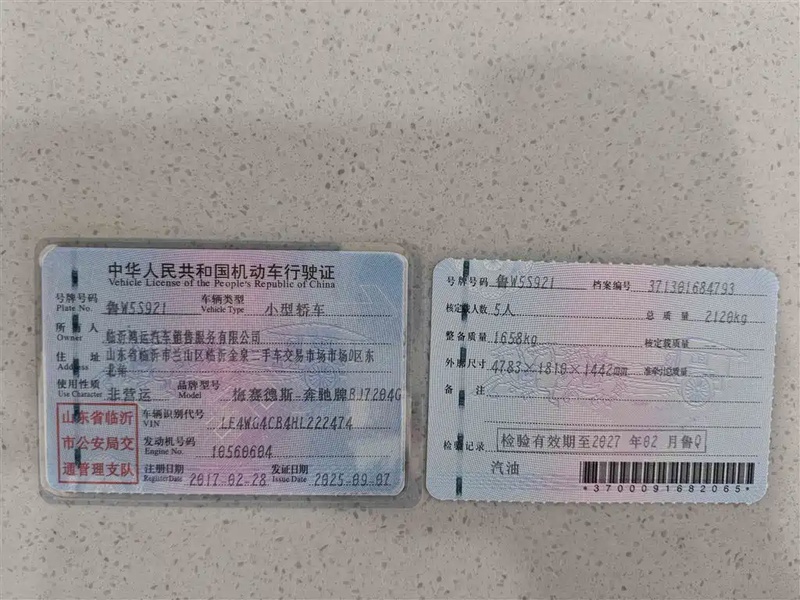 中华人民共和国机动车行驶证
Vehicle License of the People's Republic of China
号牌号码 鲁W5S921 车辆类型 小型轿车
Plate No. Vehicle Type
所有人 临沂鸿运汽车销售服务有限公司
Owner
住址 山东省临沂市兰山区临沂金泉二手车交易市场市场D区东
Address 北街
使用性质 非营运 品牌型号 梅赛德斯-奔驰牌BJ7204G
Use Character Model
山东省临沂
市公安局交
通管理支队
车辆识别代号 LE4WG4CB4HL222474
VIN
发动机号码 10560604
Engine No.
注册日期 2017-02-28 发证日期 2025-09-07
Register Date Issue Date
号牌号码 鲁W5S921 档案编号 371301684793
核定载人数 5人 总质量 2120kg
整备质量 1658kg 核定载质量
外廓尺寸 4783×1810×1442mm 准牵引总质量
备注
检验记录 检验有效期至2027年02月鲁Q
汽油
*3700091682065*